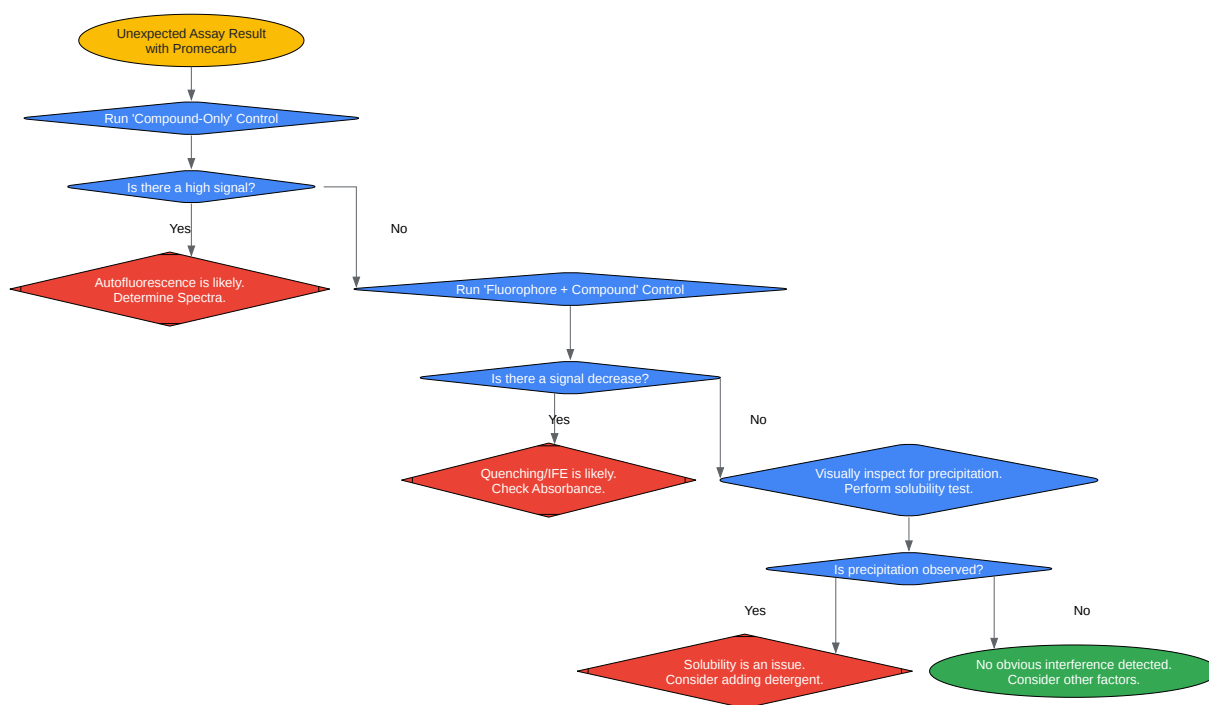 Unexpected Assay Result
with Promecarb
Run 'Compound-Only' Control
Is there a high signal?
Yes
No
Autofluorescence is likely.
Determine Spectra.
Run 'Fluorophore + Compound' Control
Is there a signal decrease?
Yes
No
Quenching/IFE is likely.
Check Absorbance.
Visually inspect for precipitation.
Perform solubility test.
Is precipitation observed?
Yes
No
Solubility is an issue.
Consider adding detergent.
No obvious interference detected.
Consider other factors.